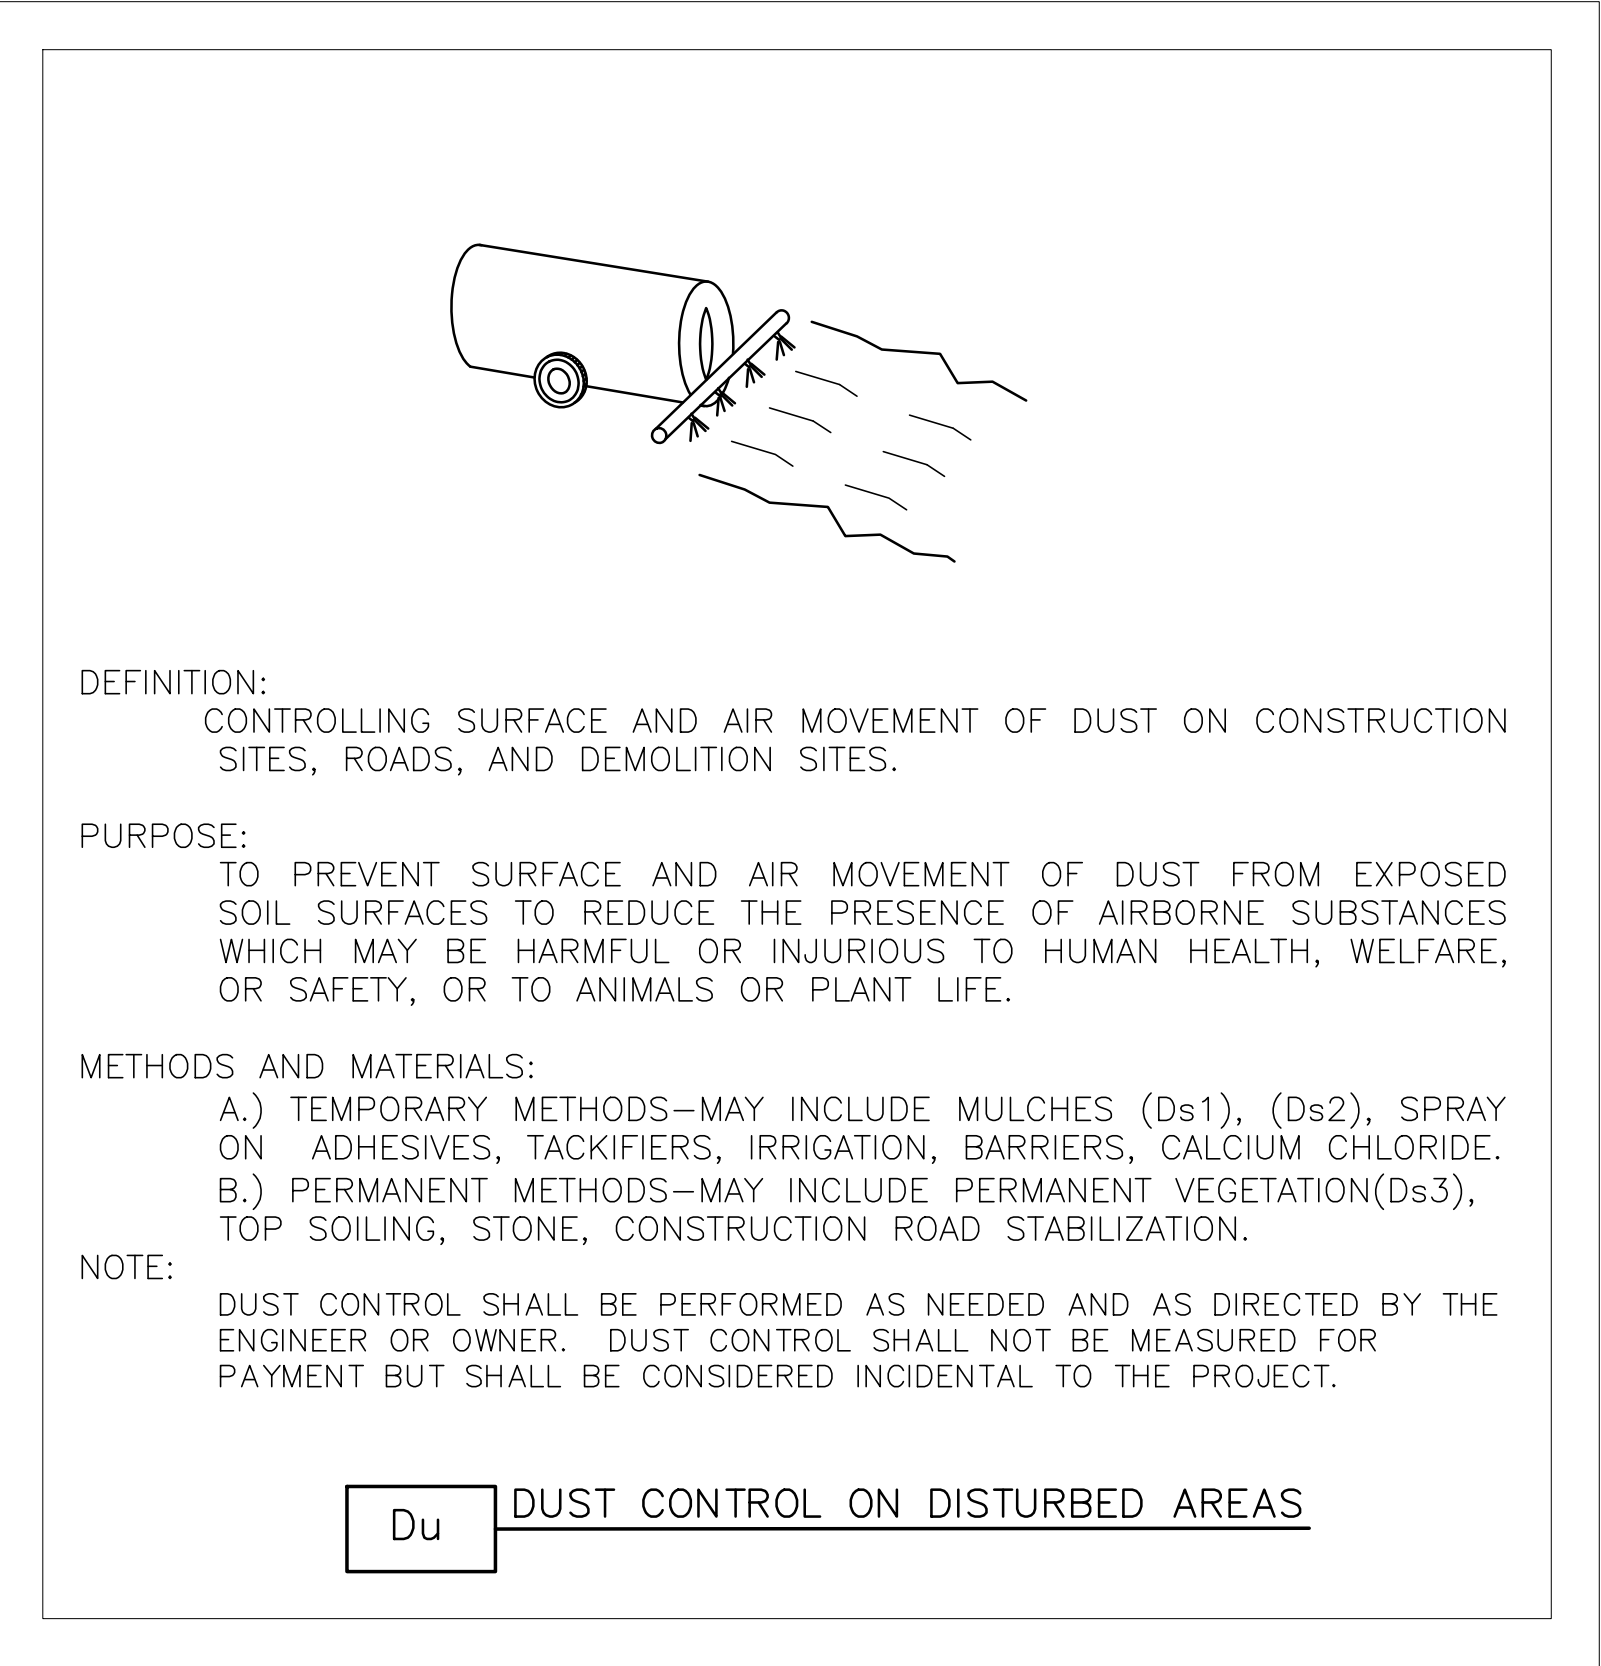 DEFINITION:
CONTROLLING SURFACE AND AIR MOVEMENT OF DUST ON CONSTRUCTION
SITES, ROADS, AND DEMOLITION SITES.
PURPOSE:
TO PREVENT SURFACE AND AIR MOVEMENT OF DUST FROM EXPOSED
SOIL SURFACES TO REDUCE THE PRESENCE OF AIRBORNE SUBSTANCES
WHICH MAY BE HARMFUL OR INJURIOUS TO HUMAN HEALTH, WELFARE,
OR SAFETY, OR TO ANIMALS OR PLANT LIFE.
METHODS AND MATERIALS:
A.) TEMPORARY METHODS-MAY INCLUDE MULCHES (Ds1), (Ds2), SPRAY
ON ADHESIVES, TACKIFIERS, IRRIGATION, BARRIERS, CALCIUM CHLORIDE.
B.) PERMANENT METHODS-MAY INCLUDE PERMANENT VEGETATION(Ds3),
TOP SOILING, STONE, CONSTRUCTION ROAD STABILIZATION.
NOTE:
DUST CONTROL SHALL BE PERFORMED AS NEEDED AND AS DIRECTED BY THE
ENGINEER OR OWNER. DUST CONTROL SHALL NOT BE MEASURED FOR
PAYMENT BUT SHALL BE CONSIDERED INCIDENTAL TO THE PROJECT.
Du DUST CONTROL ON DISTURBED AREAS